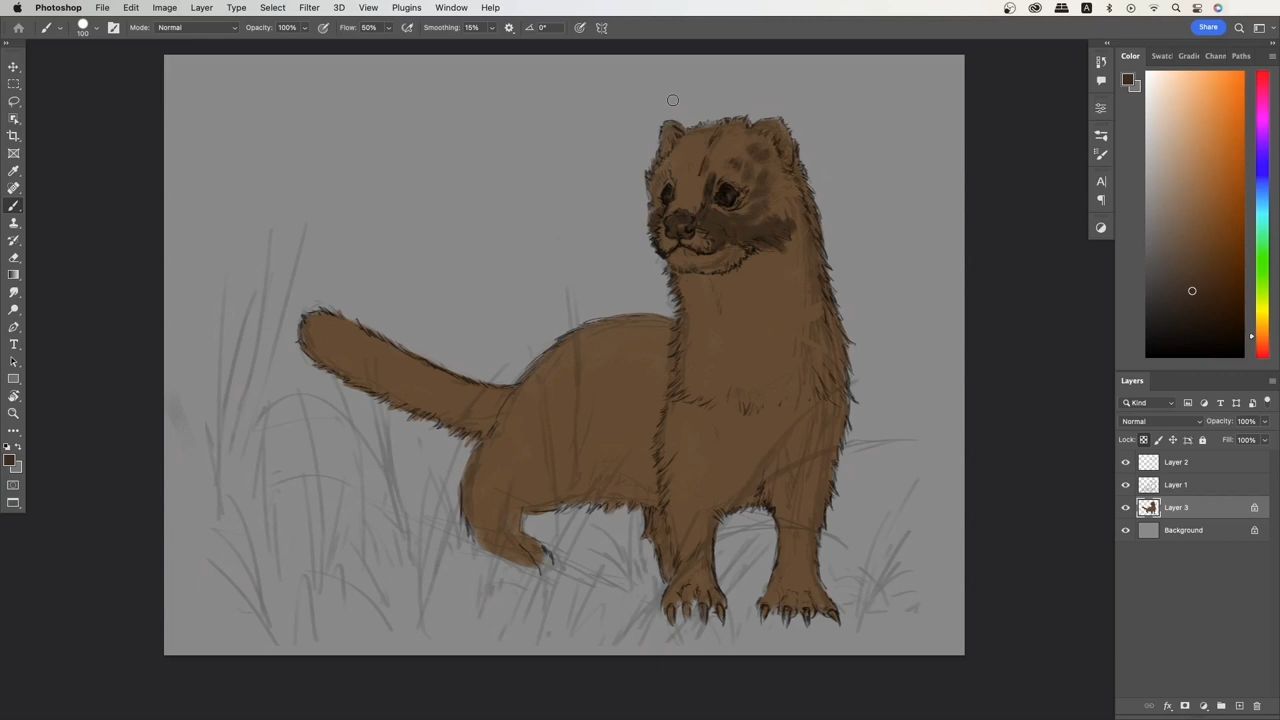 Photoshop File Edit Image Layer Type Select Filter 3D View Plugins Window Help A
100 Mode: Normal Opacity: 100% Flow: 50% Smoothing: 15% 0° Share
Color Swatc Gradie Chann Paths
Layers
Kind
Normal Opacity: 100%
Lock: Fill: 100%
Layer 2
Layer 1
Layer 3
Background